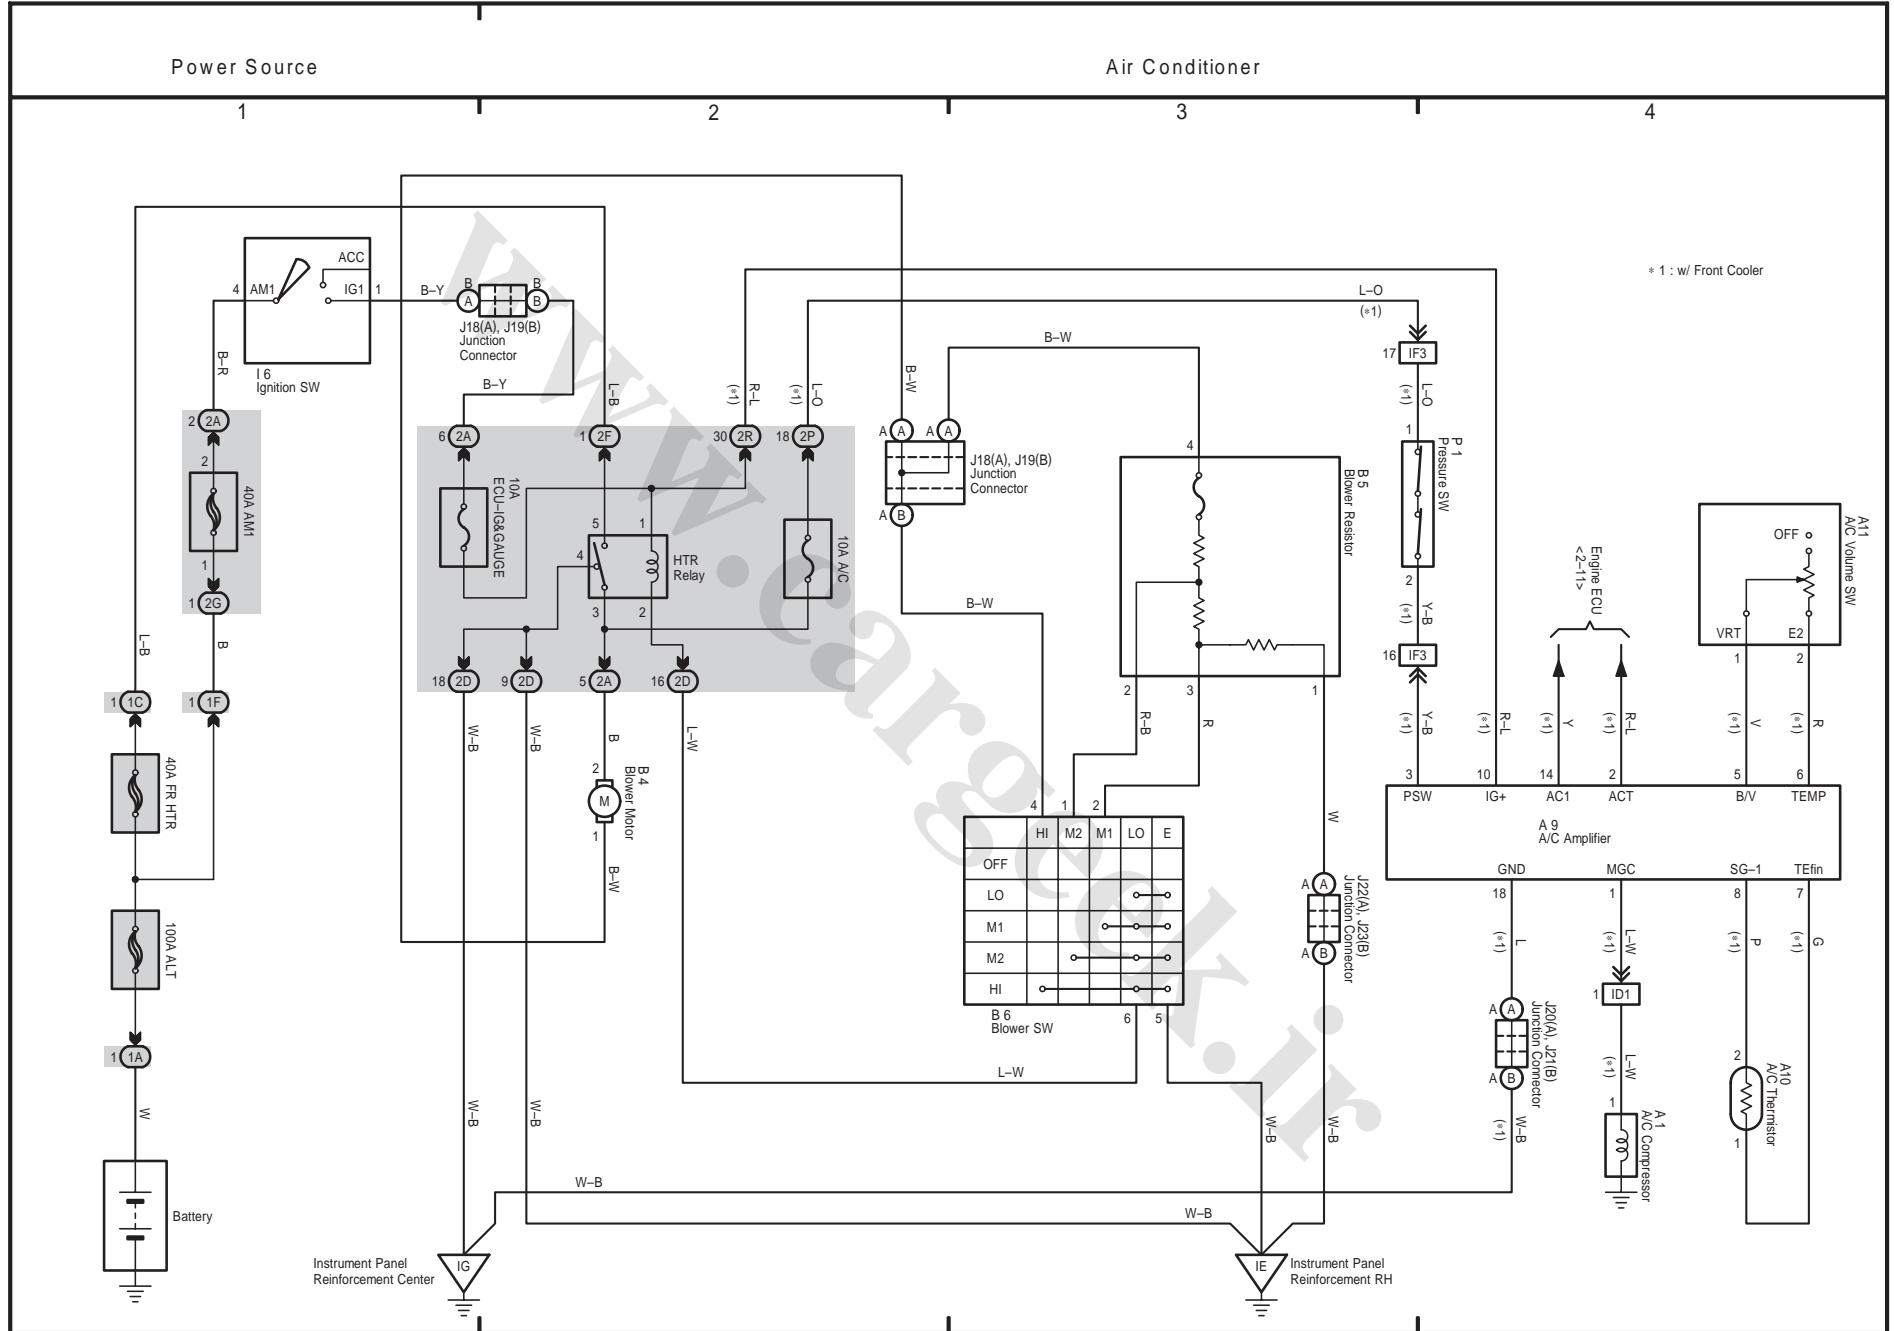 Power Source
Air Conditioner
1
2
3
4
∗ 1 : w/ Front Cooler
4
AM1
ACC
IG1
1
I 6
Ignition SW
B–Y
B
A
B
B
J18(A), J19(B)
Junction
Connector
B–Y
B–R
2
2A
2
40A AM1
1
1
2G
B
L–B
1
1C
1
1F
40A FR HTR
100A ALT
1
1A
W
Battery
L–B
R–L
(∗1)
L–O
(∗1)
6
2A
1
2F
30
2R
18
2P
10A
ECU–IG&GAUGE
5
1
4
HTR
Relay
3
2
10A A/C
18
2D
9
2D
5
2A
16
2D
W–B
W–B
B
L–W
2
M
B 4
Blower Motor
1
B–W
W–B
W–B
B–W
A
A
A
A
J18(A), J19(B)
Junction
Connector
A
B
B–W
B–W
4
B 5
Blower Resistor
2
3
1
R–B
R
W
4
1
2
HI
M2
M1
LO
E
OFF
LO
M1
M2
HI
B 6
Blower SW
6
5
L–W
A
A
J22(A), J23(B)
Junction Connector
A
B
W–B
W–B
W–B
W–B
Instrument Panel
Reinforcement Center
IG
IE
Instrument Panel
Reinforcement RH
L–O
(∗1)
17
IF3
L–O
(∗1)
1
P 1
Pressure SW
2
Y–B
(∗1)
16
IF3
Y–B
(∗1)
R–L
(∗1)
Engine ECU
<2–11>
Y
(∗1)
R–L
(∗1)
OFF
A11
A/C Volume SW
VRT
E2
1
2
V
(∗1)
R
(∗1)
3
10
14
2
5
6
PSW
IG+
AC1
ACT
B/V
TEMP
A 9
A/C Amplifier
GND
MGC
SG–1
TEfin
18
1
8
7
L
(∗1)
L–W
(∗1)
P
(∗1)
G
(∗1)
A
A
J20(A), J21(B)
Junction Connector
A
B
W–B
(∗1)
1
ID1
L–W
(∗1)
1
A 1
A/C Compressor
2
A10
A/C Thermistor
1
www.cargeek.ir